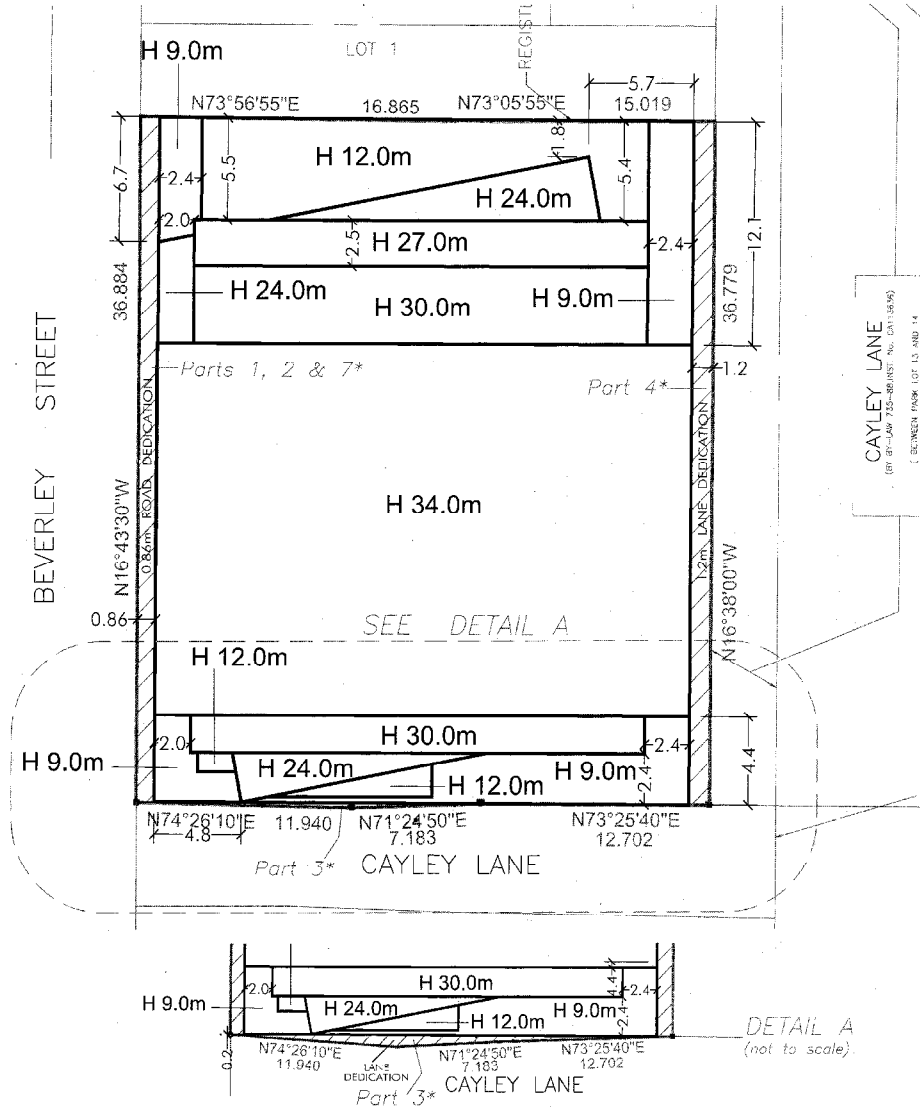 LOT 1
H 9.0m
5.7
N73°56'55"E 16.865 N73°05'55"E 15.019
1.8
H 12.0m
6.7
2.4
5.5
5.4
H 24.0m
2.0
H 27.0m
2.5
2.4
12.1
H 24.0m
H 30.0m
H 9.0m
36.884
36.779
Parts 1, 2 & 7*
Part 4*
1.2
BEVERLEY STREET
CAYLEY LANE
N16°43'30"W
0.86m ROAD DEDICATION
1.2m LANE DEDICATION
H 34.0m
N16°38'00"W
0.86
SEE DETAIL A
H 12.0m
H 30.0m
2.0
2.4
4.4
H 9.0m
H 24.0m
H 9.0m
2.4
H 12.0m
N74°26'10"E 11.940 N71°24'50"E N73°25'40"E
4.8 7.183 12.702
Part 3* CAYLEY LANE
H 30.0m
4.4
2.0
2.4
H 9.0m
H 24.0m
H 9.0m
2.4
H 12.0m
0.2
DETAIL A
(not to scale)
N74°26'10"E N71°24'50"E N73°25'40"E
11.940 7.183 12.702
LANE
DEDICATION
CAYLEY LANE
Part 3*